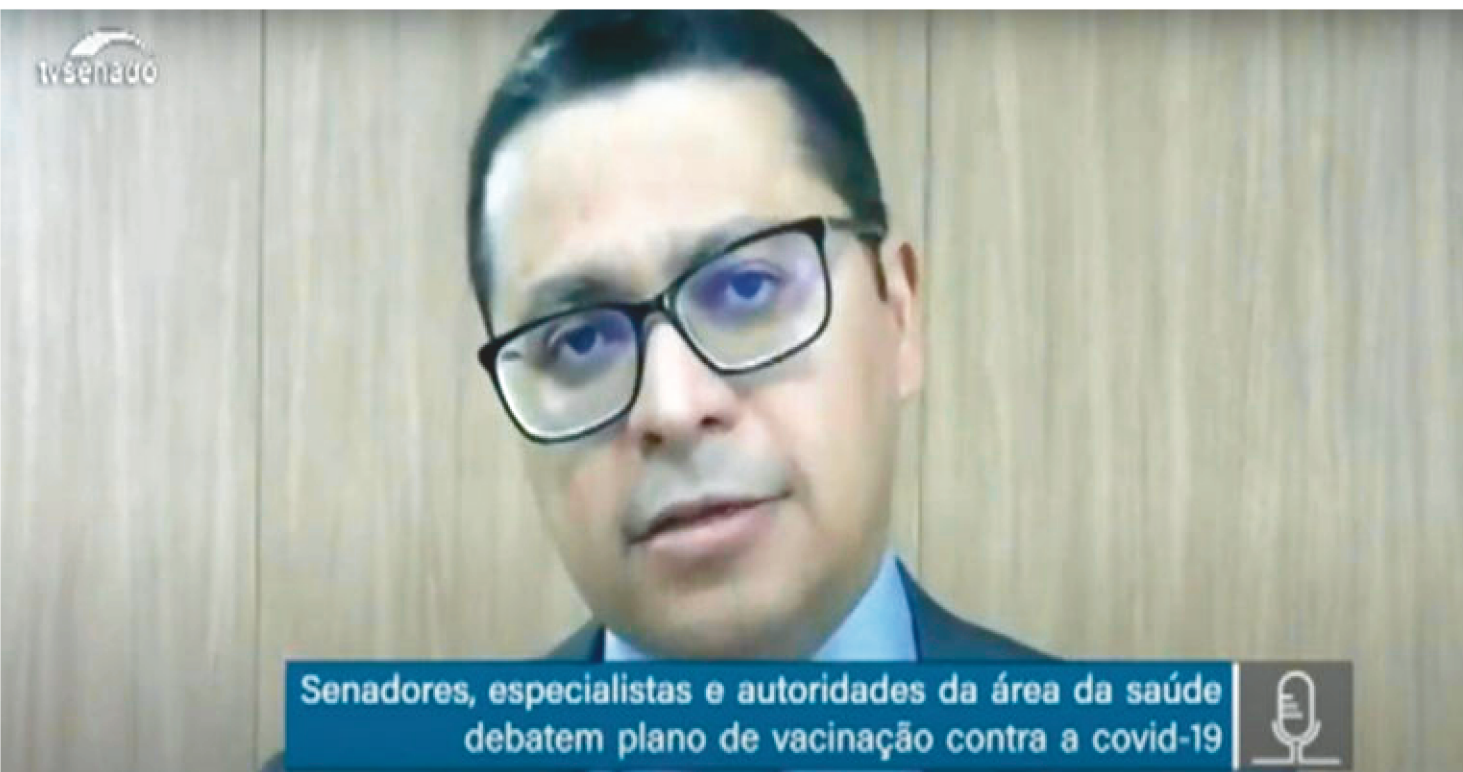 tvsenado
Senadores, especialistas e autoridades da área da saúde
debatem plano de vacinação contra a covid-19